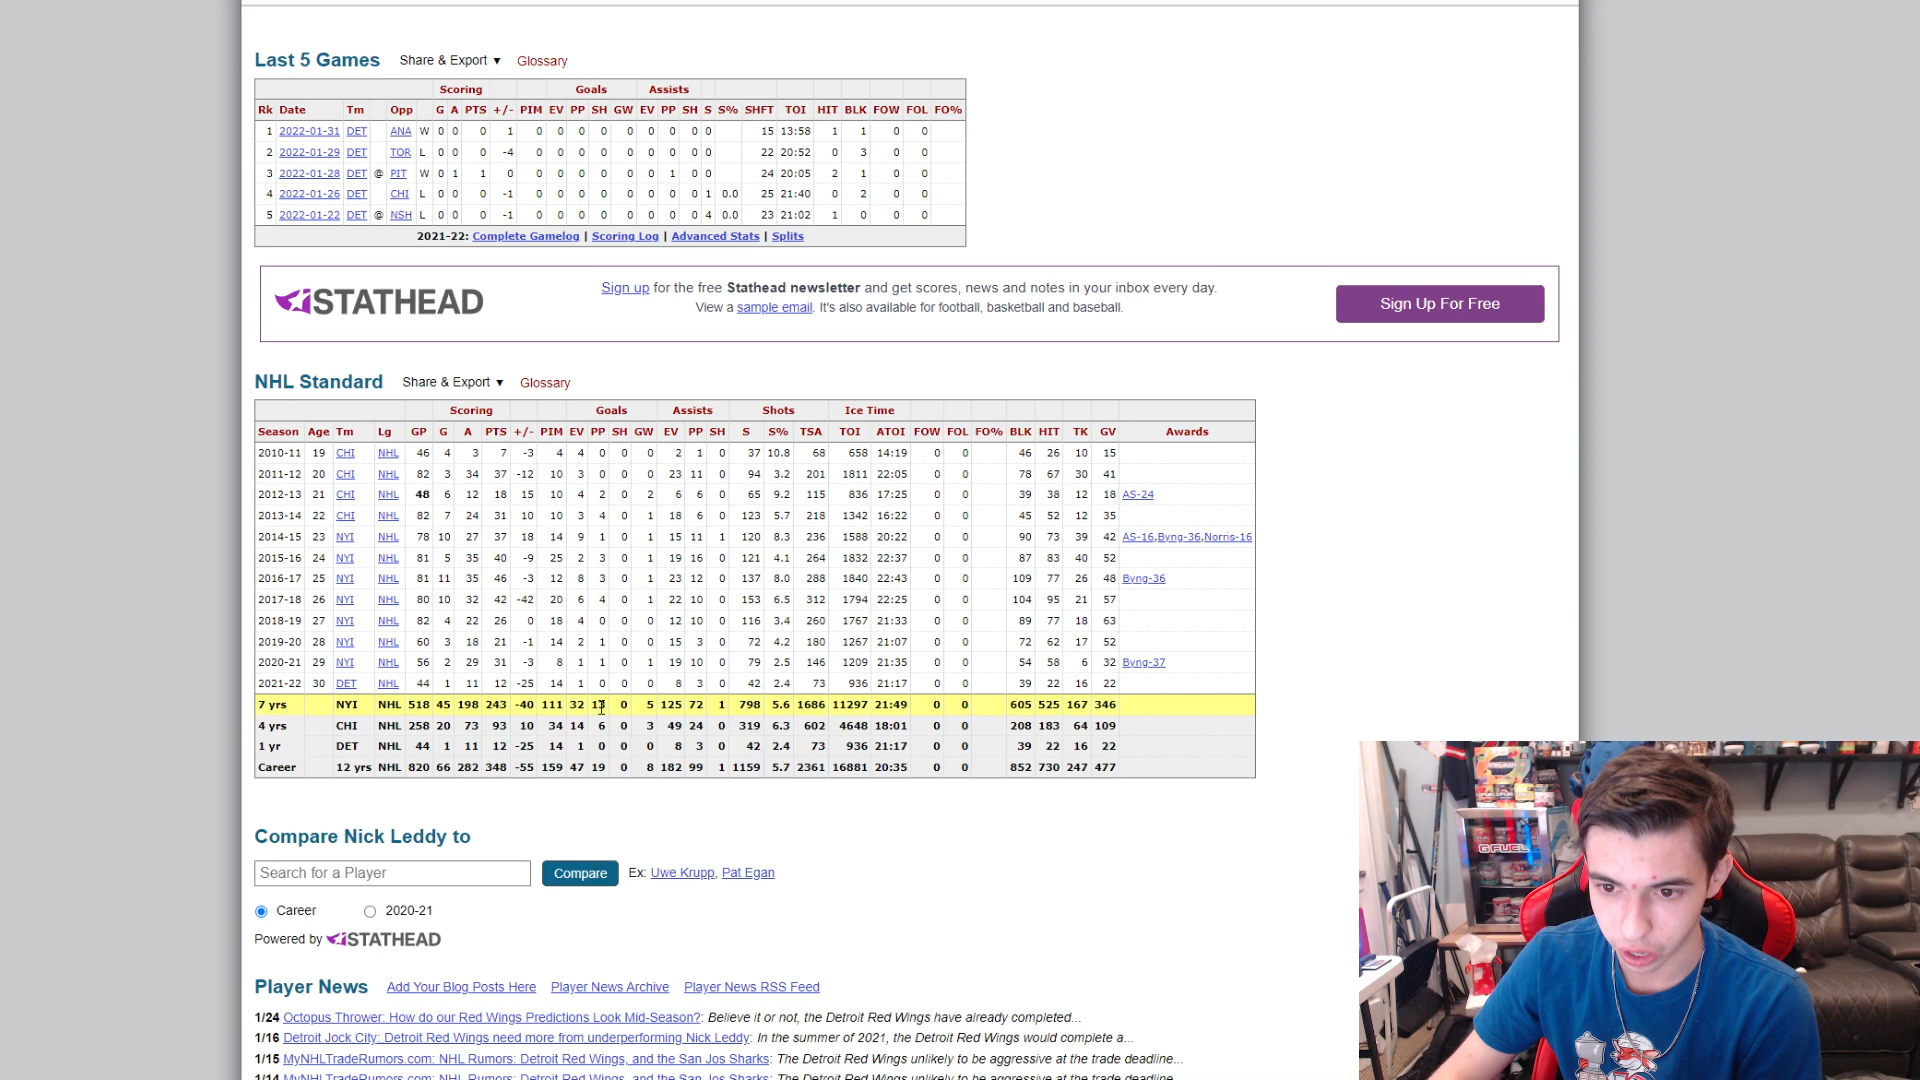 Last 5 Games Share & Export ▼ Glossary
Scoring Goals Assists
Rk Date Tm Opp G A PTS +/- PIM EV PP SH GW EV PP SH S S% SHFT TOI HIT BLK FOW FOL FO%
1 2022-01-31 DET ANA W 0 0 0 1 0 0 0 0 0 0 0 0 0 15 13:58 1 1 0 0
2 2022-01-29 DET TOR L 0 0 0 -4 0 0 0 0 0 0 0 0 0 22 20:52 0 3 0 0
3 2022-01-28 DET @ PIT W 0 1 1 0 0 0 0 0 0 0 1 0 0 24 20:05 2 1 0 0
4 2022-01-26 DET CHI L 0 0 0 -1 0 0 0 0 0 0 0 0 1 0.0 25 21:40 0 2 0 0
5 2022-01-22 DET @ NSH L 0 0 0 -1 0 0 0 0 0 0 0 0 4 0.0 23 21:02 1 0 0 0
2021-22: Complete Gamelog | Scoring Log | Advanced Stats | Splits
STATHEAD
Sign up for the free Stathead newsletter and get scores, news and notes in your inbox every day.
View a sample email. It's also available for football, basketball and baseball.
Sign Up For Free
NHL Standard Share & Export ▼ Glossary
Scoring Goals Assists Shots Ice Time
Season Age Tm Lg GP G A PTS +/- PIM EV PP SH GW EV PP SH S S% TSA TOI ATOI FOW FOL FO% BLK HIT TK GV Awards
2010-11 19 CHI NHL 46 4 3 7 -3 4 4 0 0 0 2 1 0 37 10.8 68 658 14:19 0 0 46 26 10 15
2011-12 20 CHI NHL 82 3 34 37 -12 10 3 0 0 0 23 11 0 94 3.2 201 1811 22:05 0 0 78 67 30 41
2012-13 21 CHI NHL 48 6 12 18 15 10 4 2 0 2 6 6 0 65 9.2 115 836 17:25 0 0 39 38 12 18 AS-24
2013-14 22 CHI NHL 82 7 24 31 10 10 3 4 0 1 18 6 0 123 5.7 218 1342 16:22 0 0 45 52 12 35
2014-15 23 NYI NHL 78 10 27 37 18 14 9 1 0 1 15 11 1 120 8.3 236 1588 20:22 0 0 90 73 39 42 AS-16,Byng-36,Norris-16
2015-16 24 NYI NHL 81 5 35 40 -9 25 2 3 0 1 19 16 0 121 4.1 264 1832 22:37 0 0 87 83 40 52
2016-17 25 NYI NHL 81 11 35 46 -3 12 8 3 0 1 23 12 0 137 8.0 288 1840 22:43 0 0 109 77 26 48 Byng-36
2017-18 26 NYI NHL 80 10 32 42 -42 20 6 4 0 1 22 10 0 153 6.5 312 1794 22:25 0 0 104 95 21 57
2018-19 27 NYI NHL 82 4 22 26 0 18 4 0 0 0 12 10 0 116 3.4 260 1767 21:33 0 0 89 77 18 63
2019-20 28 NYI NHL 60 3 18 21 -1 14 2 1 0 0 15 3 0 72 4.2 180 1267 21:07 0 0 72 62 17 52
2020-21 29 NYI NHL 56 2 29 31 -3 8 1 1 0 1 19 10 0 79 2.5 146 1209 21:35 0 0 54 58 6 32 Byng-37
2021-22 30 DET NHL 44 1 11 12 -25 14 1 0 0 0 8 3 0 42 2.4 73 936 21:17 0 0 39 22 16 22
7 yrs NYI NHL 518 45 198 243 -40 111 32 13 0 5 125 72 1 798 5.6 1686 11297 21:49 0 0 605 525 167 346
4 yrs CHI NHL 258 20 73 93 10 34 14 6 0 3 49 24 0 319 6.3 602 4648 18:01 0 0 208 183 64 109
1 yr DET NHL 44 1 11 12 -25 14 1 0 0 0 8 3 0 42 2.4 73 936 21:17 0 0 39 22 16 22
Career 12 yrs NHL 820 66 282 348 -55 159 47 19 0 8 182 99 1 1159 5.7 2361 16881 20:35 0 0 852 730 247 477
Compare Nick Leddy to
Search for a Player Compare Ex: Uwe Krupp, Pat Egan
Career 2020-21
Powered by STATHEAD
Player News Add Your Blog Posts Here Player News Archive Player News RSS Feed
1/24 Octopus Thrower: How do our Red Wings Predictions Look Mid-Season?: Believe it or not, the Detroit Red Wings have already completed...
1/16 Detroit Jock City: Detroit Red Wings need more from underperforming Nick Leddy: In the summer of 2021, the Detroit Red Wings would complete a...
1/15 MyNHLTradeRumors.com: NHL Rumors: Detroit Red Wings, and the San Jos Sharks: The Detroit Red Wings unlikely to be aggressive at the trade deadline...
1/14 MyNHLTradeRumors.com: NHL Rumors: Detroit Red Wings, and the San Jos Sharks: The Detroit Red Wings unlikely to be aggressive at the trade deadline
GFUEL